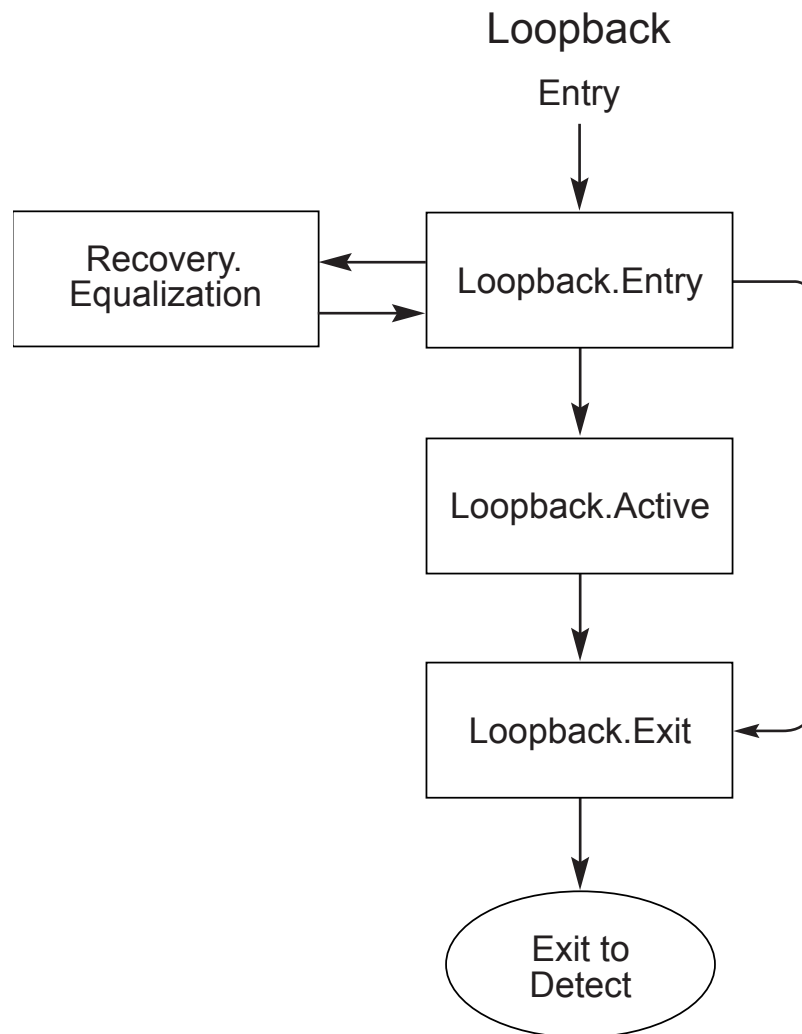 Loopback
Entry
Recovery.
Equalization
Loopback.Entry
Loopback.Active
Loopback.Exit
Exit to
Detect